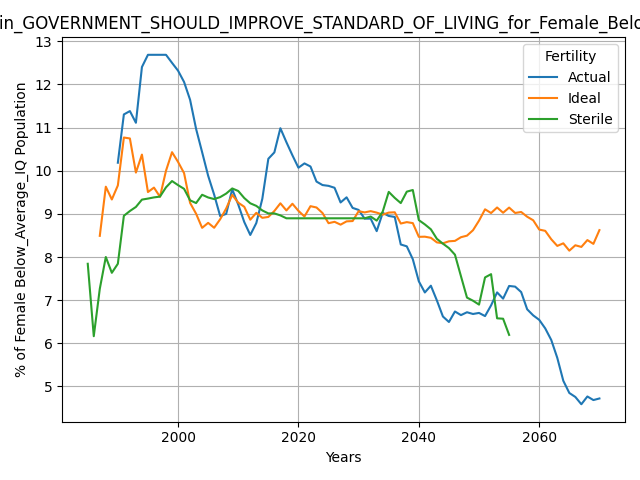 in_GOVERNMENT_SHOULD_IMPROVE_STANDARD_OF_LIVING_for_Female_Belo
13
12
11
10
9
8
7
6
5
% of Female Below_Average_IQ Population
Fertility
Actual
Ideal
Sterile
2000
2020
2040
2060
Years